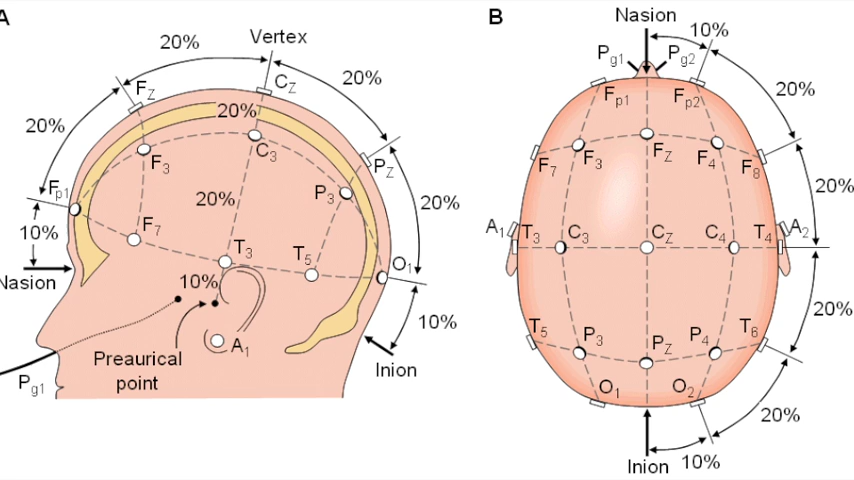 A
Vertex
20%
20%
FZ
CZ
20%
20%
F3
C3
PZ
Fp1
20%
P3
20%
10%
F7
T3
T5
O1
Nasion
10%
10%
A1
Preaurical
point
Inion
Pg1
B
Nasion
10%
Pg1
Pg2
Fp1
Fp2
20%
F7
F3
FZ
F4
F8
20%
A1
T3
C3
CZ
C4
T4
A2
20%
T5
P3
PZ
P4
T6
O1
O2
20%
10%
Inion